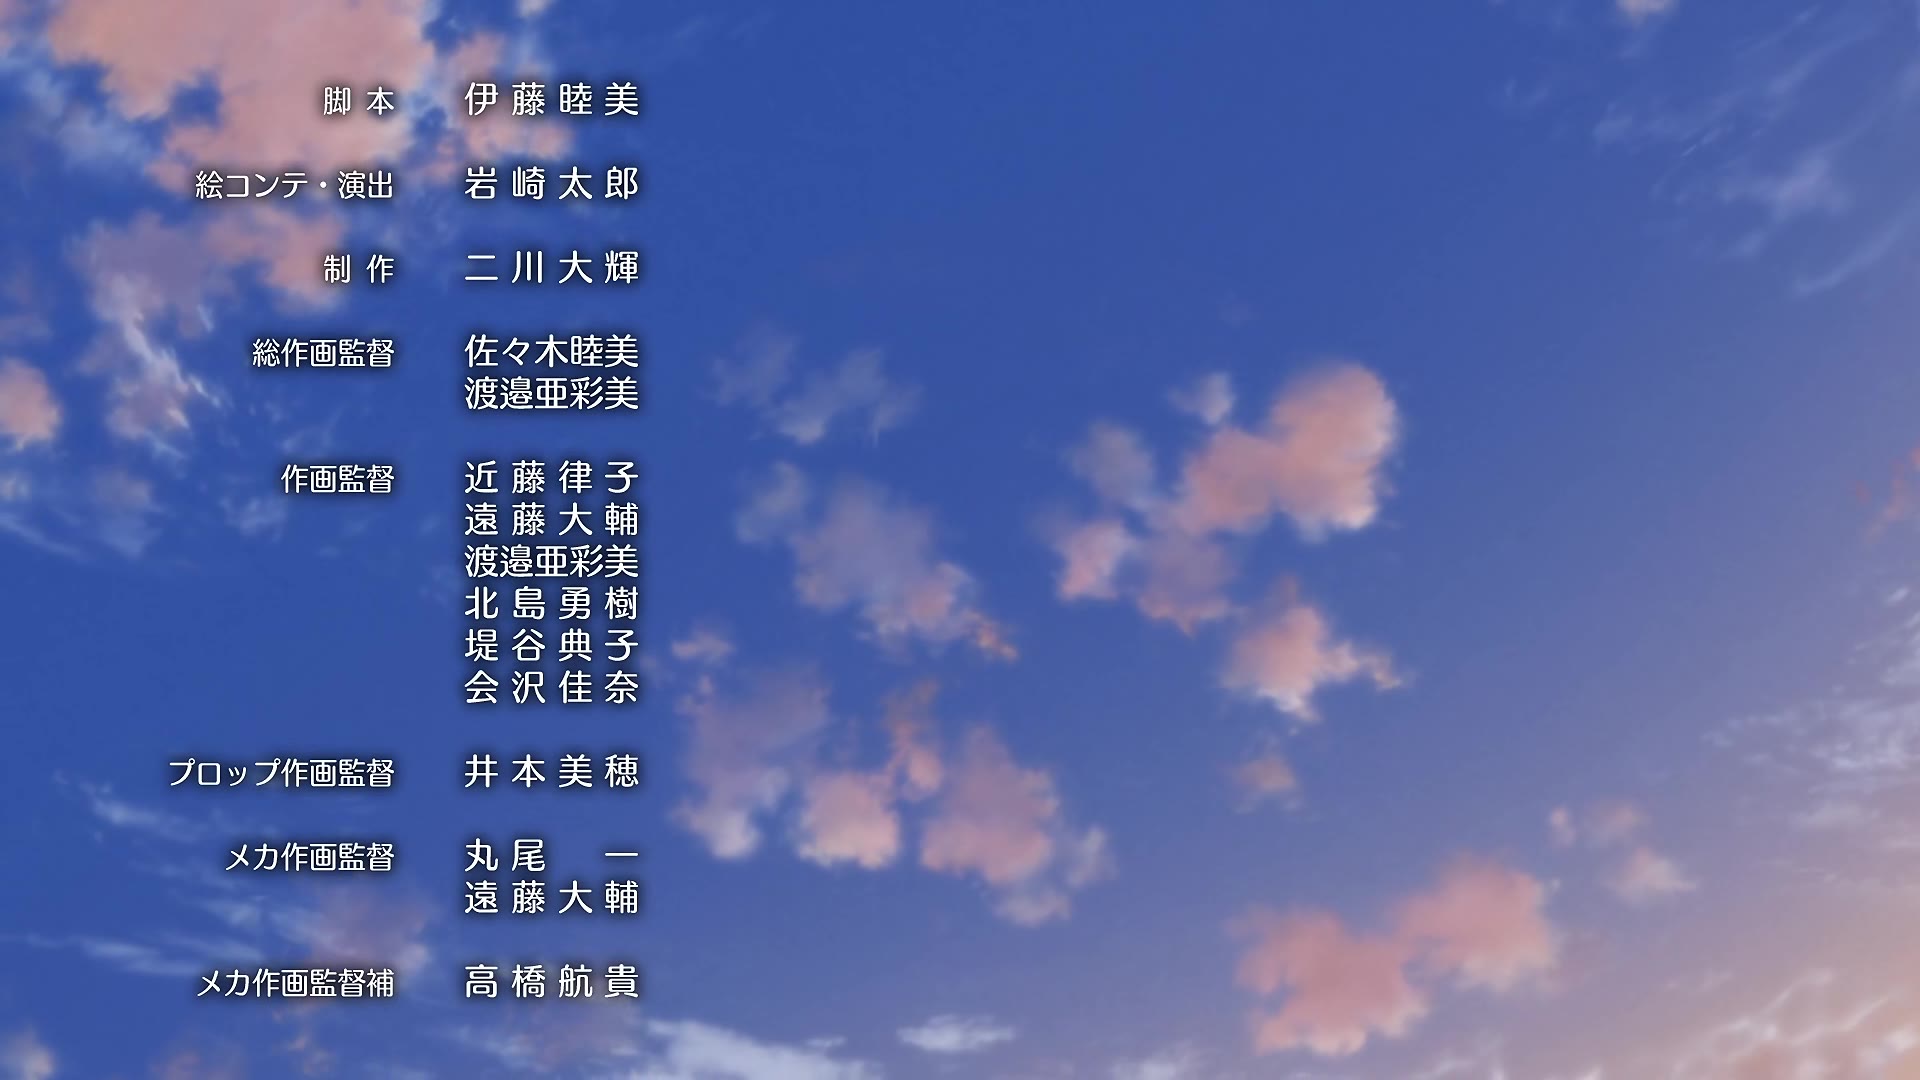 脚本 伊藤睦美
絵コンテ・演出 岩崎太郎
制作 二川大輝
総作画監督 佐々木睦美
渡邉亜彩美
作画監督 近藤律子
遠藤大輔
渡邉亜彩美
北島勇樹
堤谷典子
会沢佳奈
プロップ作画監督 井本美穂
メカ作画監督 丸尾 一
遠藤大輔
メカ作画監督補 高橋航貴